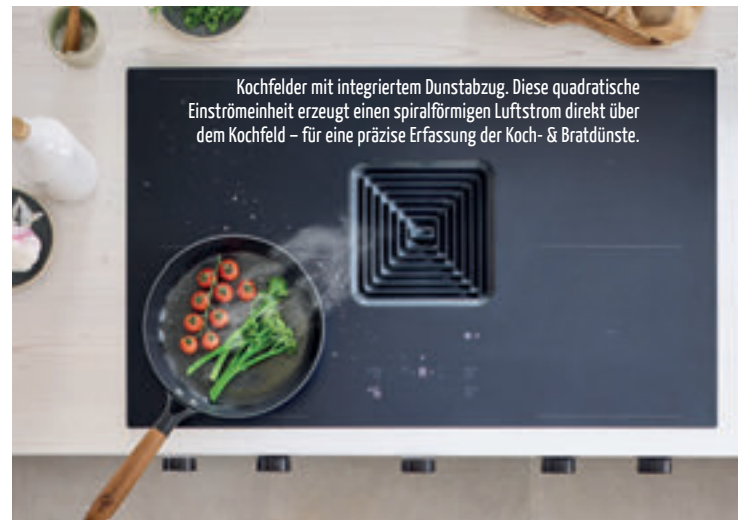 Kochfelder mit integriertem Dunstabzug. Diese quadratische
Einströmeinheit erzeugt einen spiralförmigen Luftstrom direkt über
dem Kochfeld – für eine präzise Erfassung der Koch- & Bratdünste.